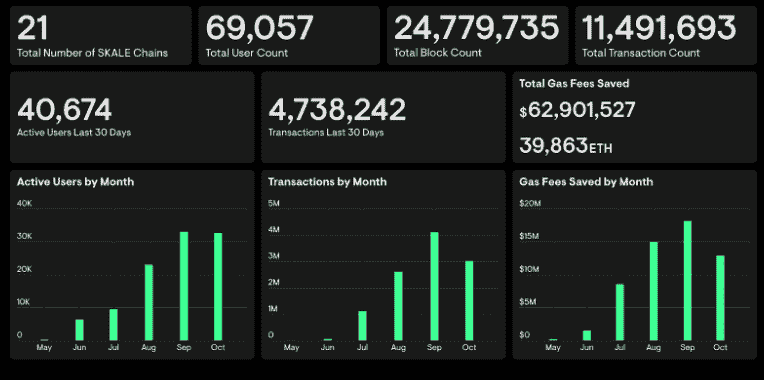 21
Total Number of SKALE Chains
69,057
Total User Count
24,779,735
Total Block Count
11,491,693
Total Transaction Count
40,674
Active Users Last 30 Days
4,738,242
Transactions Last 30 Days
Total Gas Fees Saved
$62,901,527
39,863ETH
Active Users by Month
40K
30K
20K
10K
0
May Jun Jul Aug Sep Oct
Transactions by Month
5M
4M
3M
2M
1M
0
May Jun Jul Aug Sep Oct
Gas Fees Saved by Month
$20M
$15M
$10M
$5M
$0
May Jun Jul Aug Sep Oct